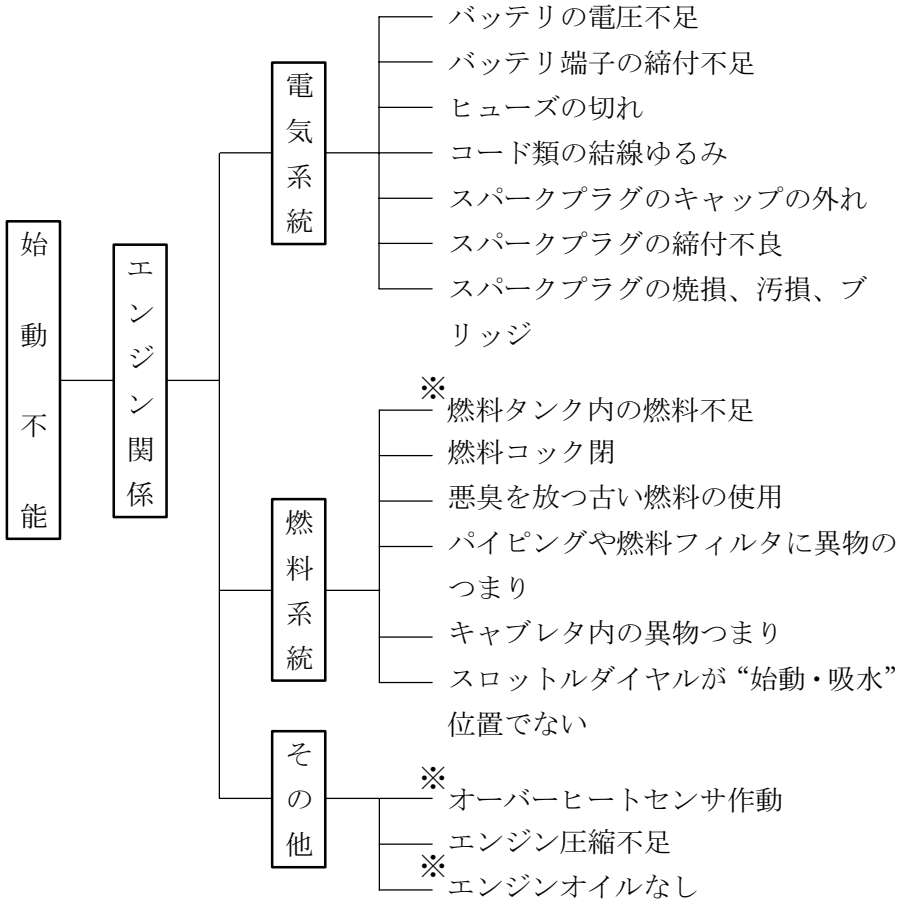 始動不能
エンジン関係
電気系統
バッテリの電圧不足
バッテリ端子の締付不足
ヒューズの切れ
コード類の結線ゆるみ
スパークプラグのキャップの外れ
スパークプラグの締付不良
スパークプラグの焼損、汚損、ブ
リッジ
燃料系統
※燃料タンク内の燃料不足
燃料コック閉
悪臭を放つ古い燃料の使用
パイピングや燃料フィルタに異物の
つまり
キャブレタ内の異物つまり
スロットルダイヤルが“始動・吸水”
位置でない
その他
※オーバーヒートセンサ作動
エンジン圧縮不足
※エンジンオイルなし